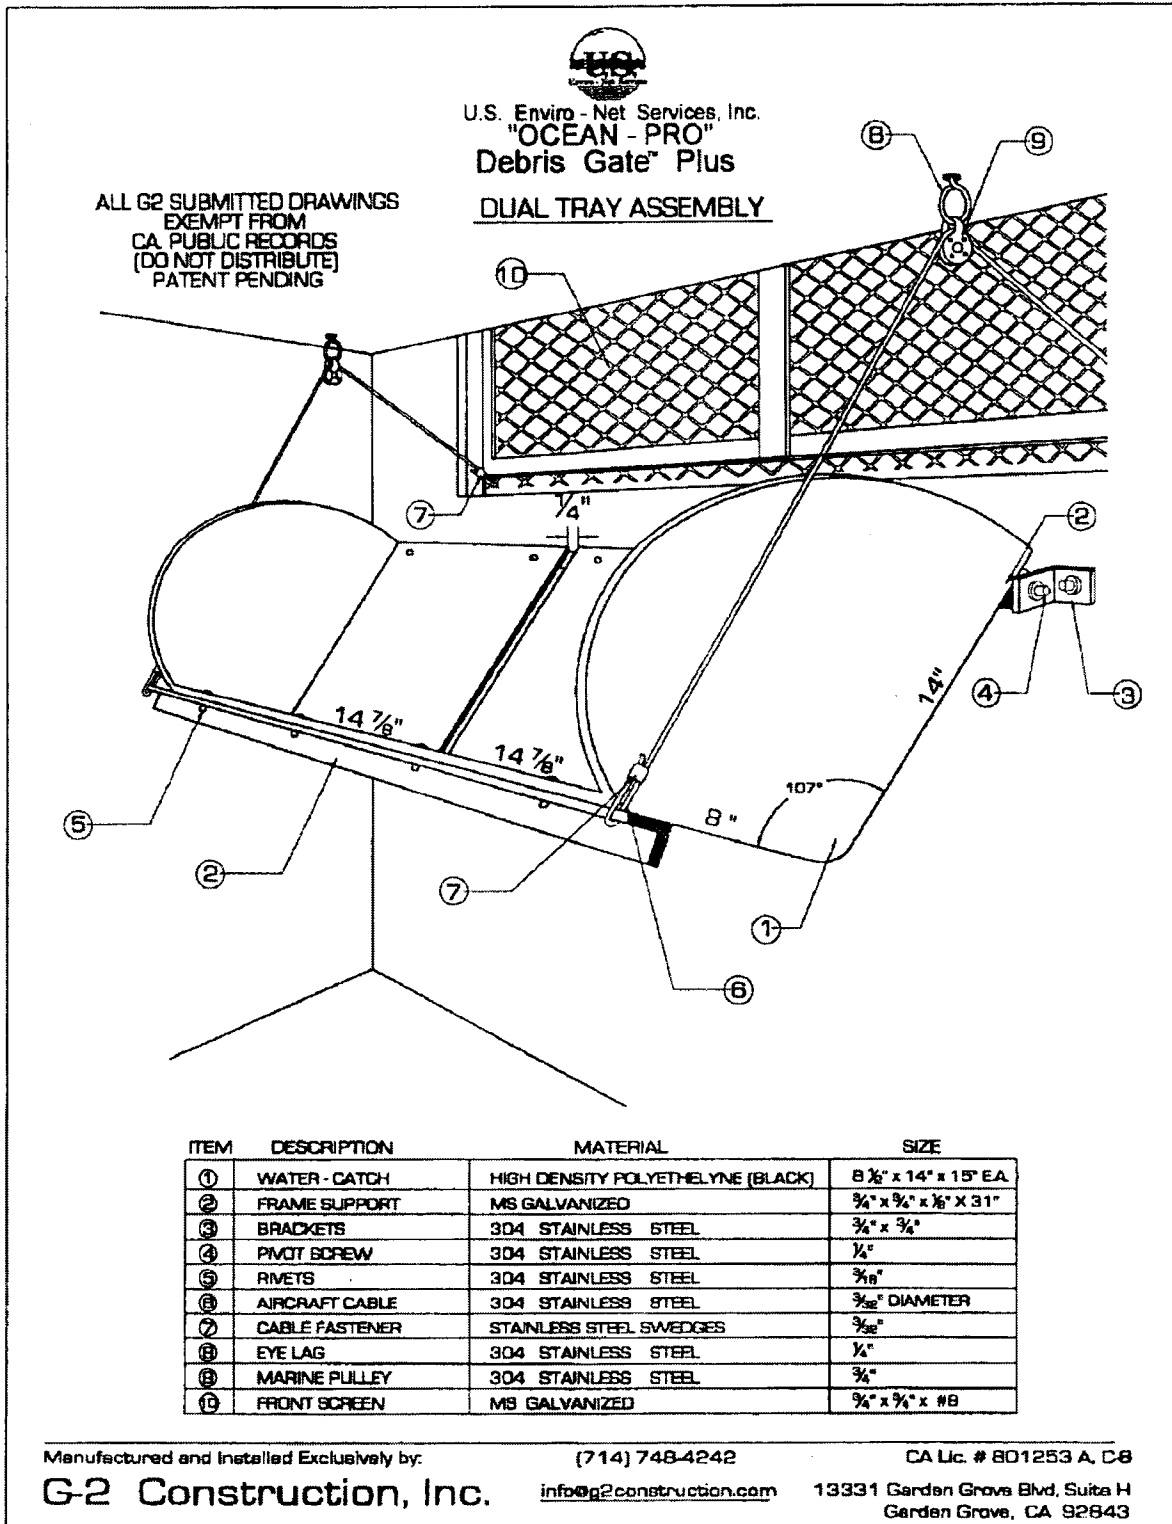 U.S.
U.S. Enviro - Net Services, Inc.
"OCEAN - PRO"
Debris Gate™ Plus
DUAL TRAY ASSEMBLY
ALL G2 SUBMITTED DRAWINGS
EXEMPT FROM
CA. PUBLIC RECORDS
(DO NOT DISTRIBUTE)
PATENT PENDING
8
9
10
7
1/4"
2
4
3
14"
14 7/8"
14 7/8"
107°
8"
5
2
7
1
6
ITEM DESCRIPTION MATERIAL SIZE
1 WATER - CATCH HIGH DENSITY POLYETHELYNE (BLACK) 8 1/2" x 14" x 15" EA.
2 FRAME SUPPORT MS GALVANIZED 3/4" x 3/4" x 1/8" X 31"
3 BRACKETS 304 STAINLESS STEEL 3/4" x 3/4"
4 PIVOT SCREW 304 STAINLESS STEEL 1/4"
5 RIVETS 304 STAINLESS STEEL 3/16"
6 AIRCRAFT CABLE 304 STAINLESS STEEL 3/32" DIAMETER
7 CABLE FASTENER STAINLESS STEEL SWEDGES 3/32"
8 EYE LAG 304 STAINLESS STEEL 1/4"
9 MARINE PULLEY 304 STAINLESS STEEL 3/4"
10 FRONT SCREEN MS GALVANIZED 3/4" x 3/4" x #8
Manufactured and Installed Exclusively by: (714) 748-4242 CA Lic. # 801253 A, C-8
G-2 Construction, Inc. info@g2construction.com 13331 Garden Grove Blvd, Suite H
Garden Grove, CA 92843